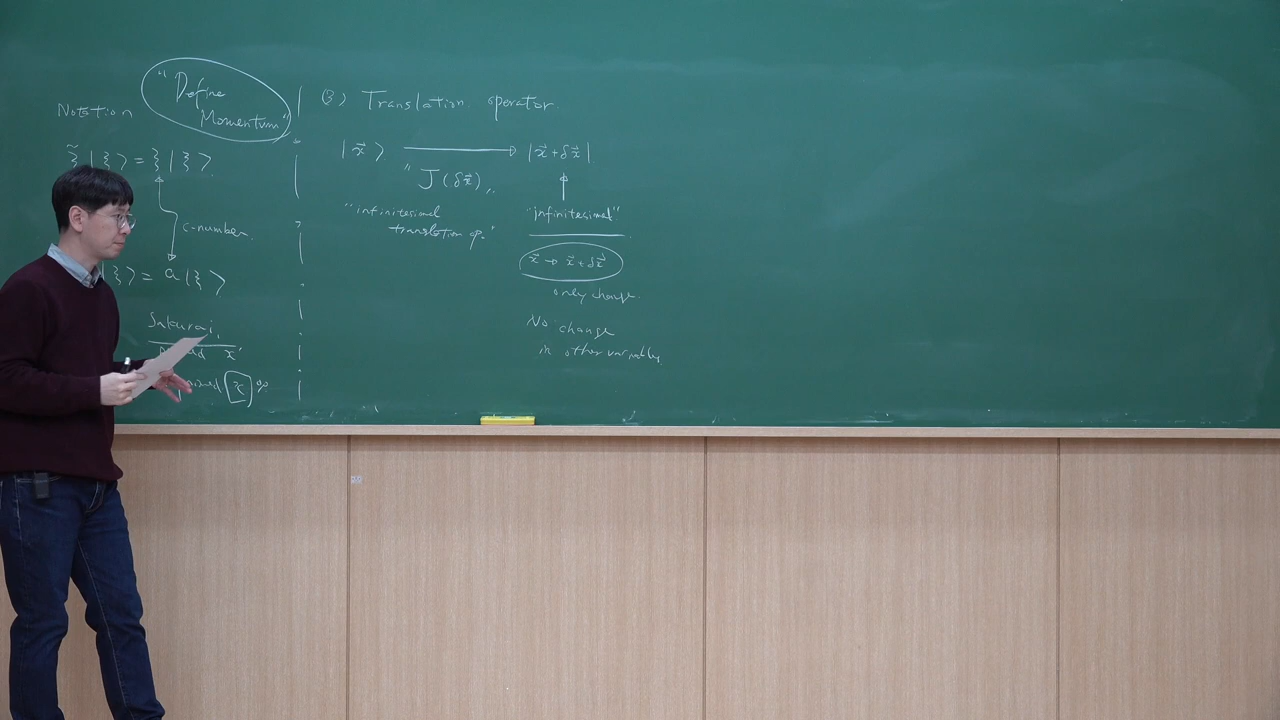 Notation
"Define
Momentum"
ξ̃ |ξ> = ξ |ξ>
c-number.
|ξ> = a |ξ>
Sakurai,
x'
op
(3) Translation operator
|x⃗> → |x⃗+δx⃗|
"J(δx⃗)"
"infinitesimal
translation op."
"infinitesimal"
x⃗ → x⃗+δx⃗
only change.
No change
in other variables.